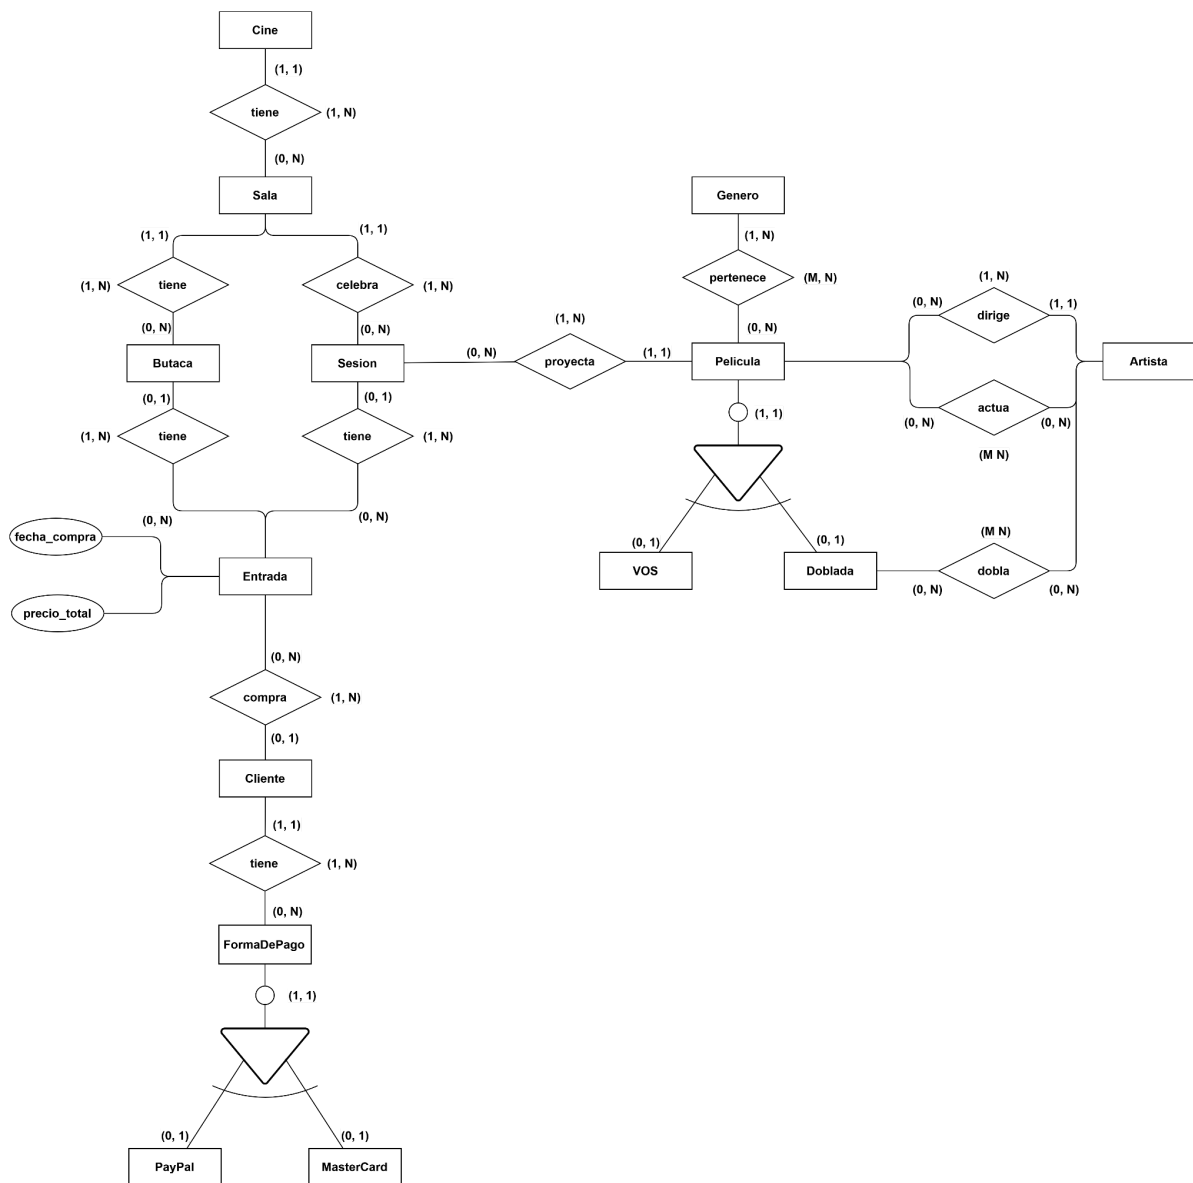 Cine
(1, 1)
tiene
(1, N)
(0, N)
Sala
Genero
(1, 1)
(1, 1)
(1, N)
(1, N)
tiene
celebra
(1, N)
pertenece
(M, N)
(1, N)
(0, N)
(0, N)
(1, N)
(0, N)
(0, N)
dirige
(1, 1)
Butaca
Sesion
(0, N)
proyecta
(1, 1)
Pelicula
Artista
(0, 1)
(0, 1)
(1, 1)
(0, N)
actua
(0, N)
(M N)
(1, N)
tiene
tiene
(1, N)
(0, N)
(0, N)
fecha_compra
(0, 1)
(0, 1)
(M N)
Entrada
VOS
Doblada
dobla
(0, N)
(0, N)
precio_total
(0, N)
compra
(1, N)
(0, 1)
Cliente
(1, 1)
tiene
(1, N)
(0, N)
FormaDePago
(1, 1)
(0, 1)
(0, 1)
PayPal
MasterCard